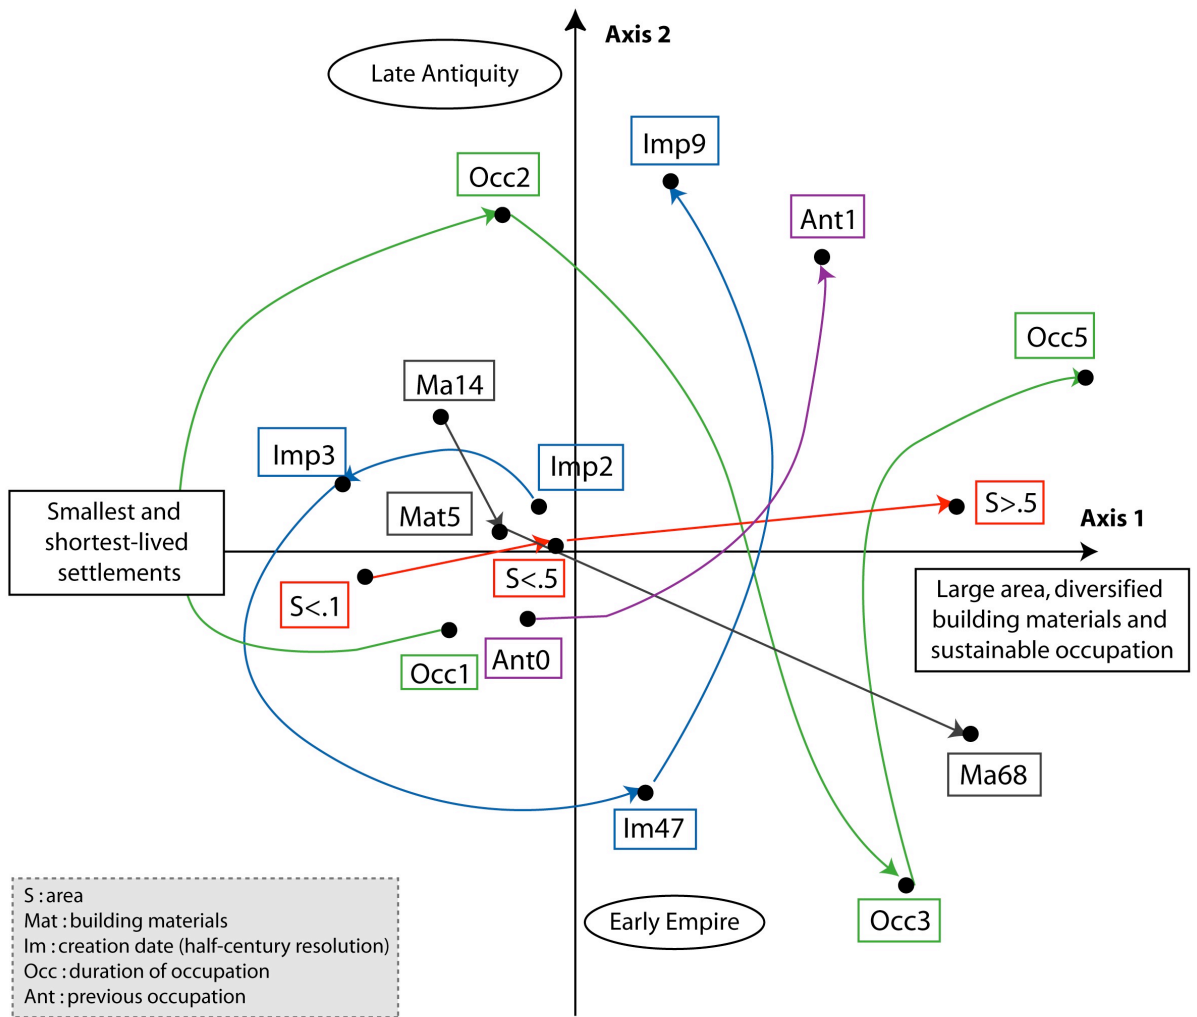 Axis 2
Late Antiquity
Imp9
Occ2
Ant1
Occ5
Ma14
Imp3
Imp2
Mat5
S>.5
Axis 1
Smallest and
shortest-lived
settlements
S<.5
S<.1
Large area, diversified
building materials and
sustainable occupation
Ant0
Occ1
Ma68
Im47
Early Empire
Occ3
S : area
Mat : building materials
Im : creation date (half-century resolution)
Occ : duration of occupation
Ant : previous occupation